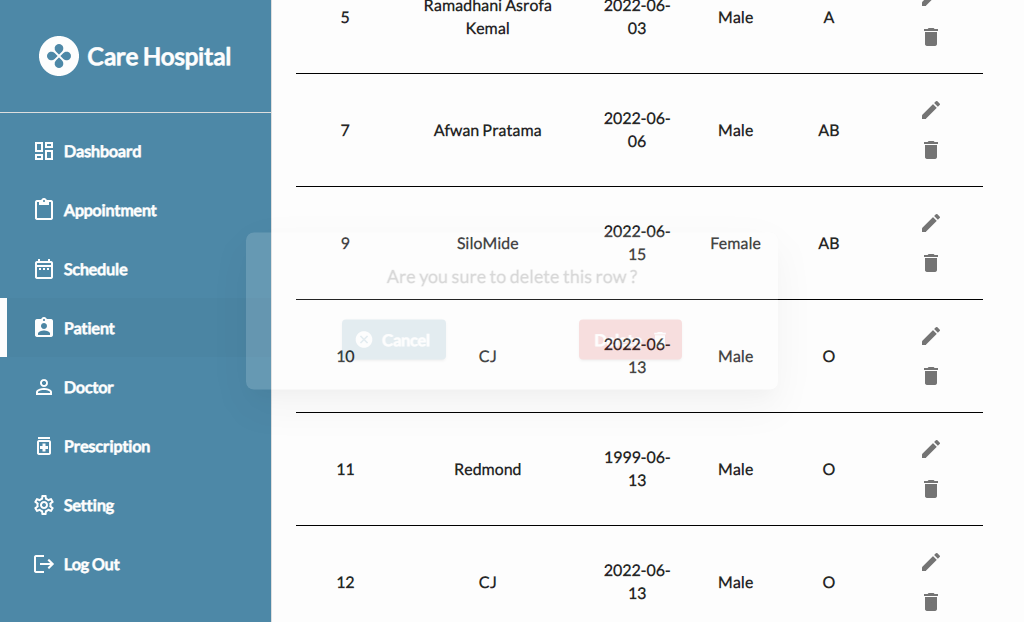 Care Hospital
Dashboard
Appointment
Schedule
Patient
Doctor
Prescription
Setting
Log Out
5 Ramadhani Asrofa Kemal 2022-06-03 Male A
7 Afwan Pratama 2022-06-06 Male AB
9 SiloMide 2022-06-15 Female AB
Are you sure to delete this row ?
Cancel
10 CJ 2022-06-13 Male O
11 Redmond 1999-06-13 Male O
12 CJ 2022-06-13 Male O